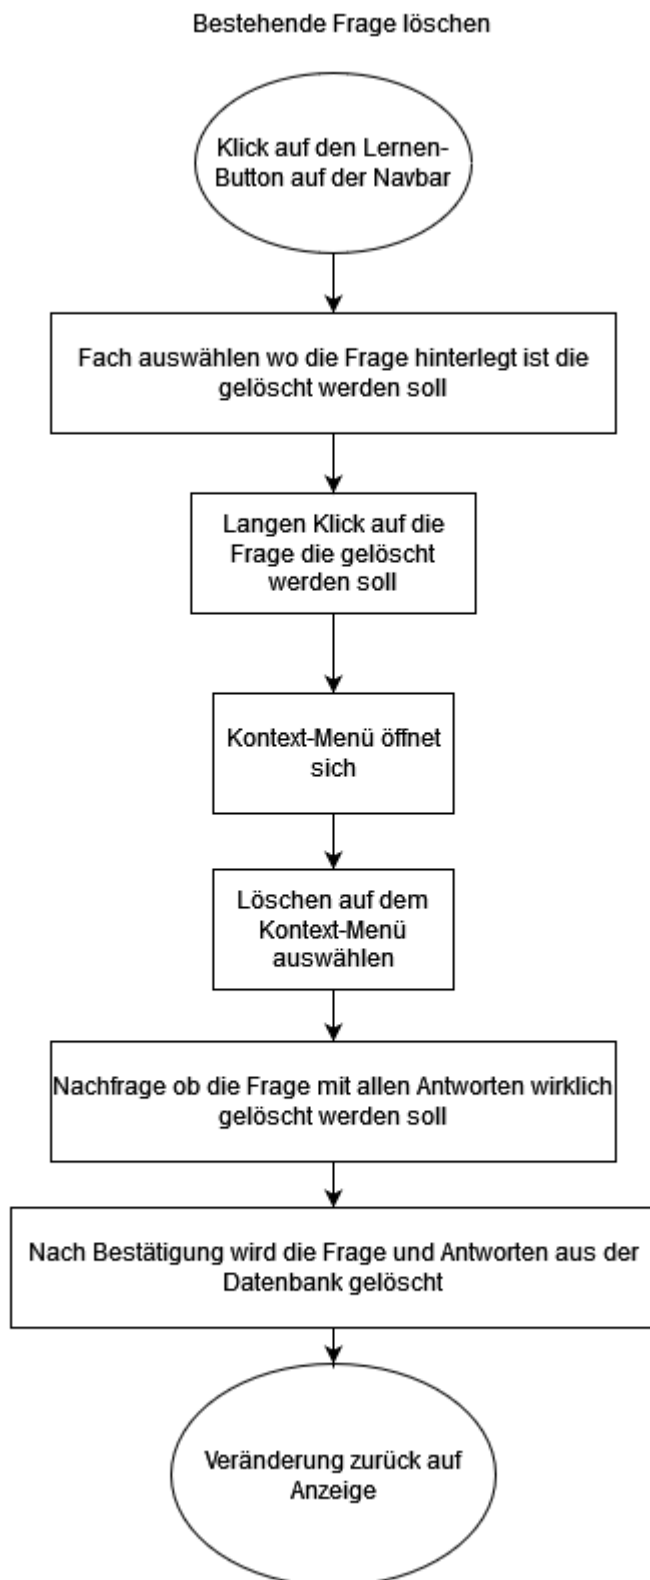 Bestehende Frage löschen
Klick auf den Lernen-
Button auf der Navbar
Fach auswählen wo die Frage hinterlegt ist die
gelöscht werden soll
Langen Klick auf die
Frage die gelöscht
werden soll
Kontext-Menü öffnet
sich
Löschen auf dem
Kontext-Menü
auswählen
Nachfrage ob die Frage mit allen Antworten wirklich
gelöscht werden soll
Nach Bestätigung wird die Frage und Antworten aus der
Datenbank gelöscht
Veränderung zurück auf
Anzeige